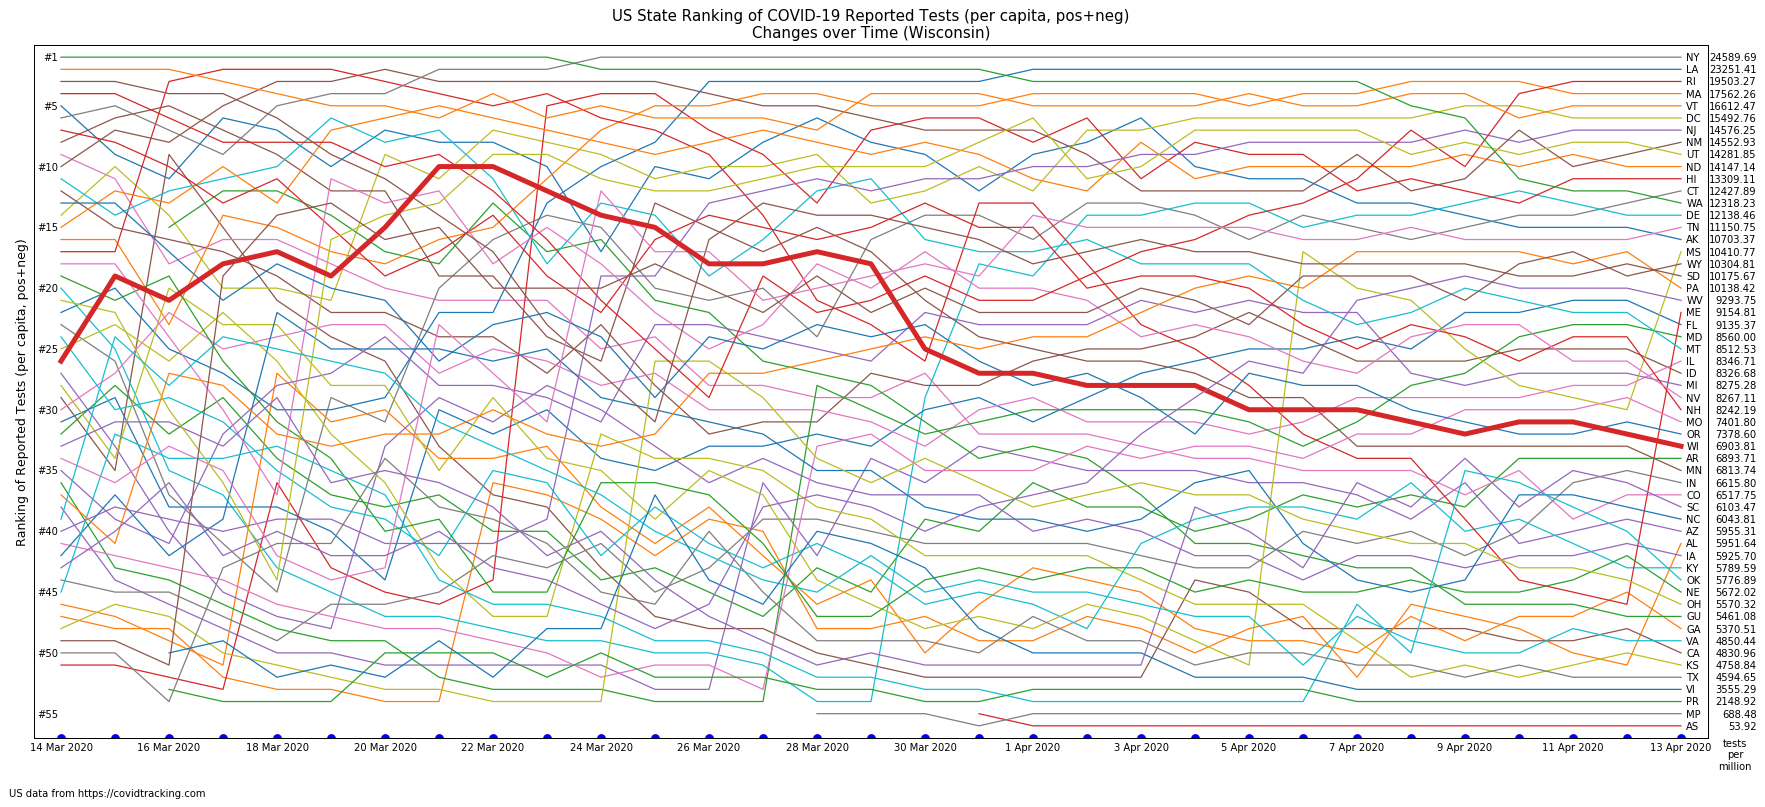 US State Ranking of COVID-19 Reported Tests (per capita, pos+neg)
Changes over Time (Wisconsin)
Ranking of Reported Tests (per capita, pos+neg)
#1
#5
#10
#15
#20
#25
#30
#35
#40
#45
#50
#55
NY 24589.69
LA 23251.41
RI 19503.27
MA 17562.26
VT 16612.47
DC 15492.76
NJ 14576.25
NM 14552.93
UT 14281.85
ND 14147.14
HI 13309.11
CT 12427.89
WA 12318.23
DE 12138.46
TN 11150.75
AK 10703.37
MS 10410.77
WY 10304.81
SD 10175.67
PA 10138.42
WV 9293.75
ME 9154.81
FL 9135.37
MD 8560.00
MT 8512.53
IL 8346.71
ID 8326.68
MI 8275.28
NV 8267.11
NH 8242.19
MO 7401.80
OR 7378.60
WI 6903.81
AR 6893.71
MN 6813.74
IN 6615.80
CO 6517.75
SC 6103.47
NC 6043.81
AZ 5955.31
AL 5951.64
IA 5925.70
KY 5789.59
OK 5776.89
NE 5672.02
OH 5570.32
GU 5461.08
GA 5370.51
VA 4850.44
CA 4830.96
KS 4758.84
TX 4594.65
VI 3555.29
PR 2148.92
MP 688.48
AS 53.92
14 Mar 2020 16 Mar 2020 18 Mar 2020 20 Mar 2020 22 Mar 2020 24 Mar 2020 26 Mar 2020 28 Mar 2020 30 Mar 2020 1 Apr 2020 3 Apr 2020 5 Apr 2020 7 Apr 2020 9 Apr 2020 11 Apr 2020 13 Apr 2020
tests
per
million
US data from https://covidtracking.com